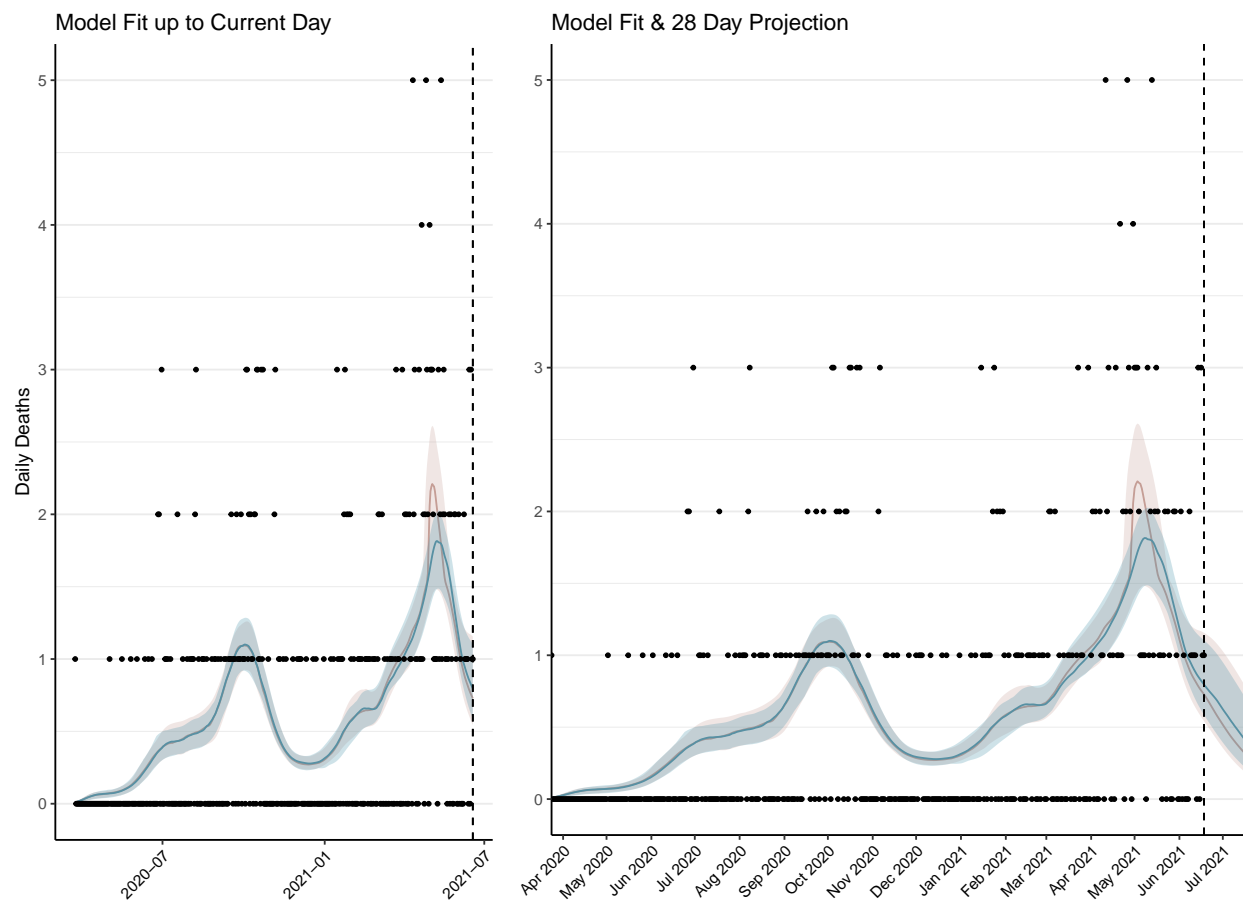 Model Fit up to Current Day
Daily Deaths
5
4
3
2
1
0
2020−07
2021−01
2021−07
Model Fit & 28 Day Projection
5
4
3
2
1
0
Apr 2020
May 2020
Jun 2020
Jul 2020
Aug 2020
Sep 2020
Oct 2020
Nov 2020
Dec 2020
Jan 2021
Feb 2021
Mar 2021
Apr 2021
May 2021
Jun 2021
Jul 2021